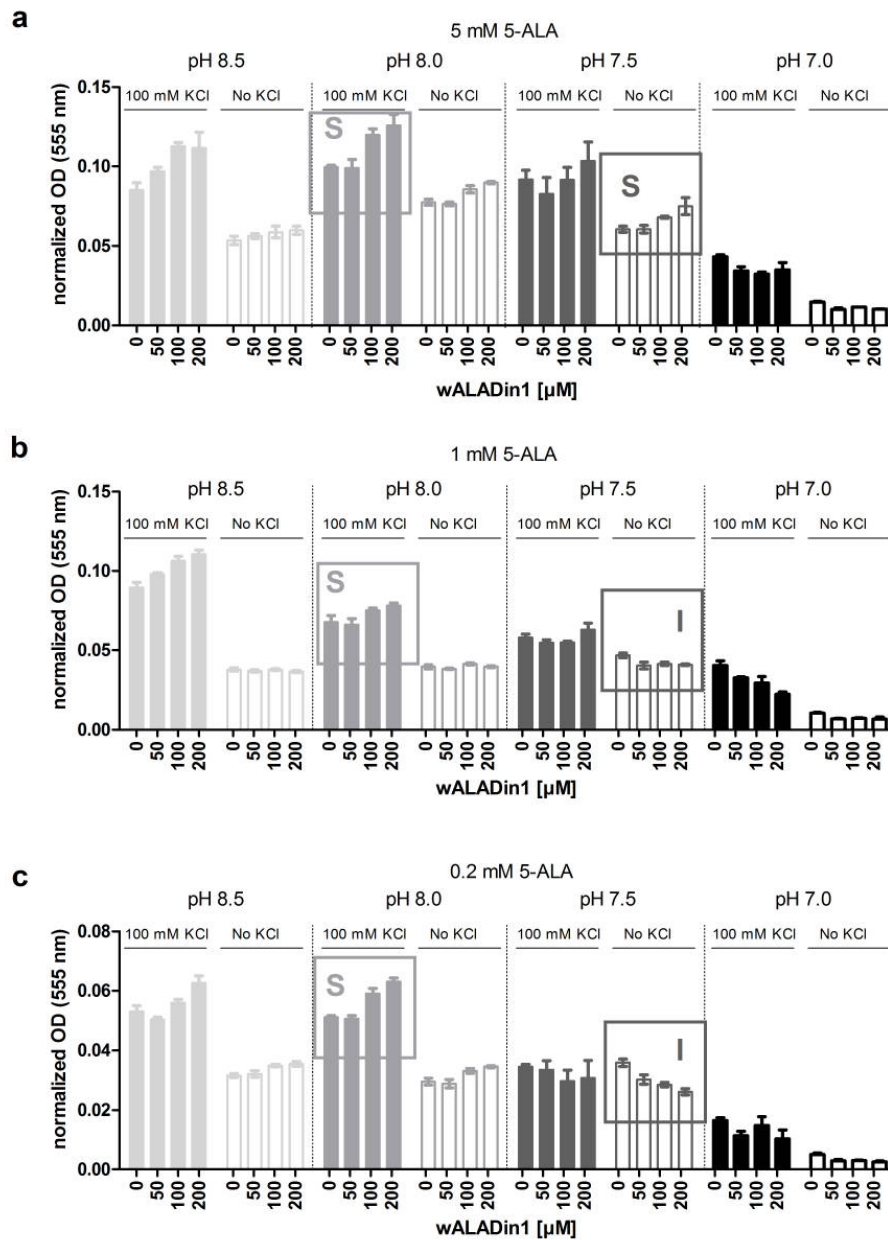 a
5 mM 5-ALA
pH 8.5 pH 8.0 pH 7.5 pH 7.0
100 mM KCl No KCl 100 mM KCl No KCl 100 mM KCl No KCl 100 mM KCl No KCl
normalized OD (555 nm)
0.15
0.10
0.05
0.00
S
S
0 50 100 200 0 50 100 200 0 50 100 200 0 50 100 200 0 50 100 200 0 50 100 200 0 50 100 200 0 50 100 200
wALADin1 [µM]
b
1 mM 5-ALA
pH 8.5 pH 8.0 pH 7.5 pH 7.0
100 mM KCl No KCl 100 mM KCl No KCl 100 mM KCl No KCl 100 mM KCl No KCl
normalized OD (555 nm)
0.15
0.10
0.05
0.00
S
I
0 50 100 200 0 50 100 200 0 50 100 200 0 50 100 200 0 50 100 200 0 50 100 200 0 50 100 200 0 50 100 200
wALADin1 [µM]
c
0.2 mM 5-ALA
pH 8.5 pH 8.0 pH 7.5 pH 7.0
100 mM KCl No KCl 100 mM KCl No KCl 100 mM KCl No KCl 100 mM KCl No KCl
normalized OD (555 nm)
0.08
0.06
0.04
0.02
0.00
S
I
0 50 100 200 0 50 100 200 0 50 100 200 0 50 100 200 0 50 100 200 0 50 100 200 0 50 100 200 0 50 100 200
wALADin1 [µM]